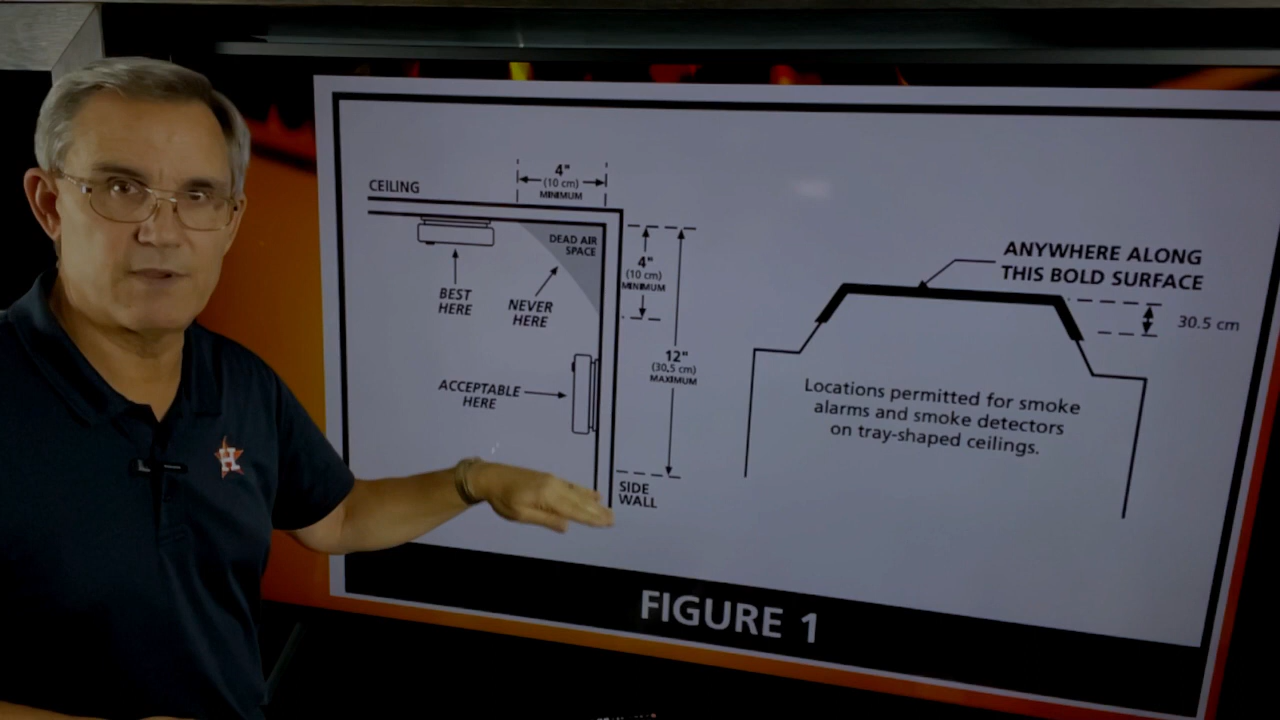 4"
(10 cm)
MINIMUM
CEILING
DEAD AIR
SPACE
4"
(10 cm)
MINIMUM
BEST
HERE
NEVER
HERE
12"
(30.5 cm)
MAXIMUM
ACCEPTABLE
HERE
SIDE
WALL
ANYWHERE ALONG
THIS BOLD SURFACE
30.5 cm
Locations permitted for smoke
alarms and smoke detectors
on tray-shaped ceilings.
H
FIGURE 1